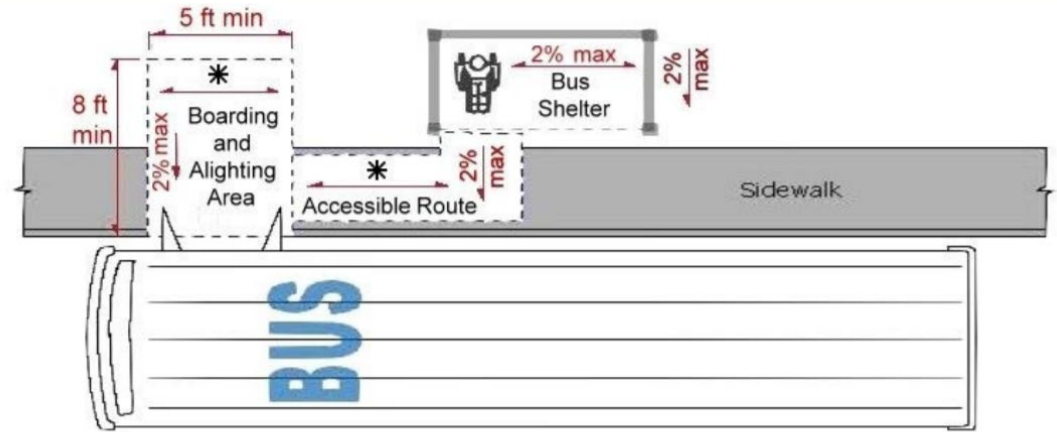 5 ft min
8 ft
min
*
2% max
Boarding
and
Alighting
Area
2% max
Bus
Shelter
2%
max
*
Accessible Route
2%
max
Sidewalk
BUS